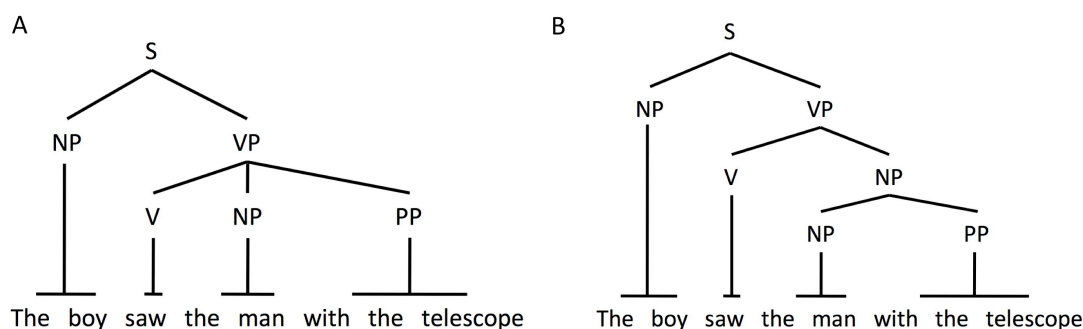 A
S
NP VP
V NP PP
The boy saw the man with the telescope
B
S
NP VP
V NP
NP PP
The boy saw the man with the telescope